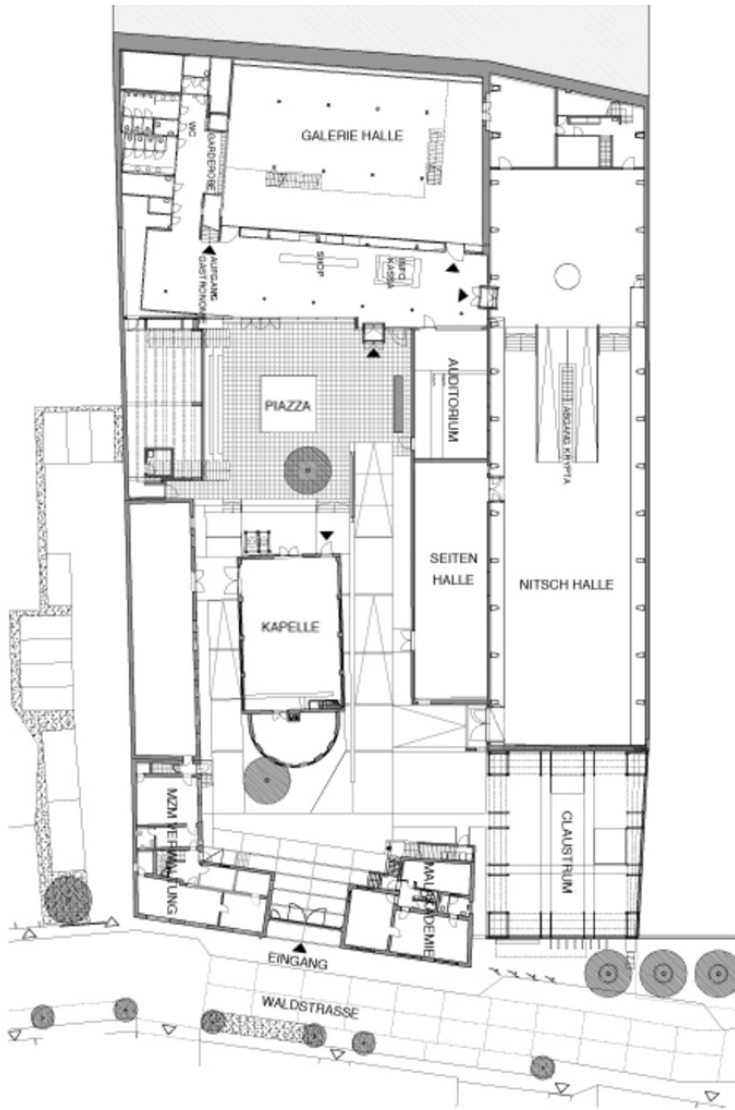 GALERIE HALLE
WC
GARDEROBE
AUFGANG
GASTRONOMIE
SHOP
INFO
KASSA
PIAZZA
AUDITORIUM
ABGANG KRYPTA
SEITEN
HALLE
NITSCH HALLE
KAPELLE
MZM VERWALTUNG
MALAKADEMIE
CLAUSTRUM
EINGANG
WALDSTRASSE